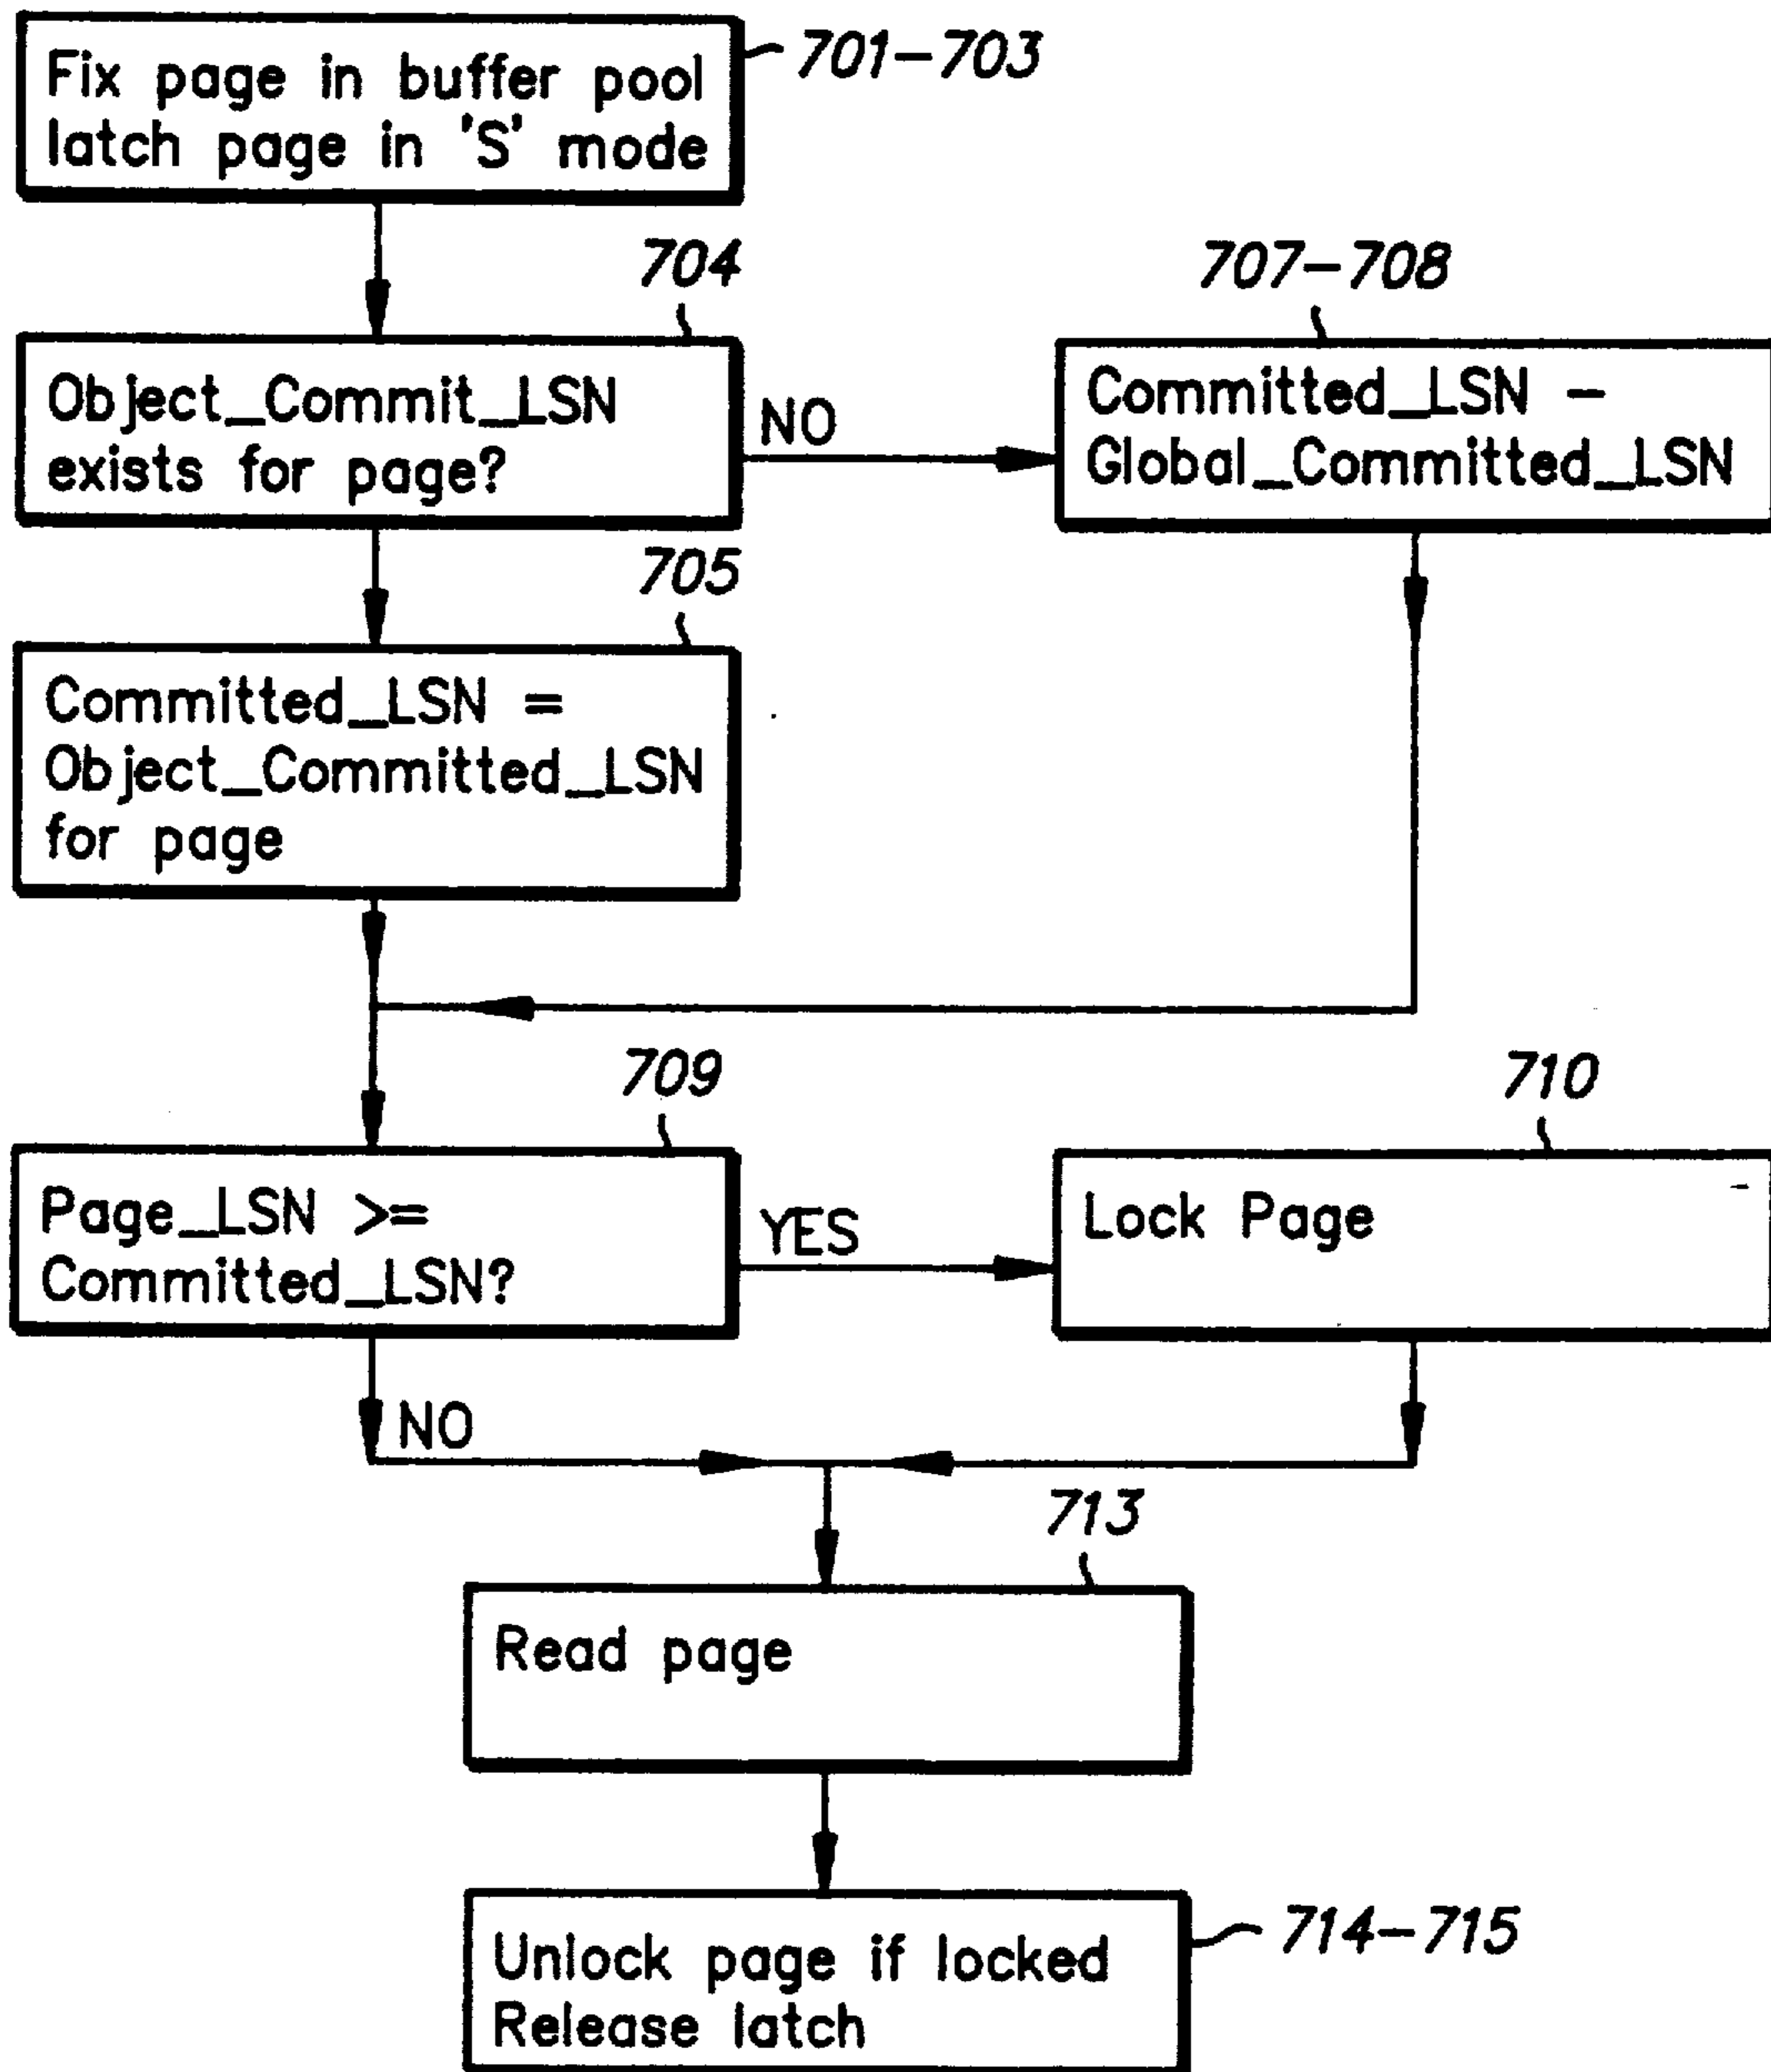 Fix page in buffer pool
latch page in 'S' mode
701-703
704
Object_Commit_LSN
exists for page?
NO
707-708
Committed_LSN -
Global_Committed_LSN
705
Committed_LSN =
Object_Committed_LSN
for page
709
Page_LSN >=
Committed_LSN?
YES
710
Lock Page
NO
713
Read page
714-715
Unlock page if locked
Release latch